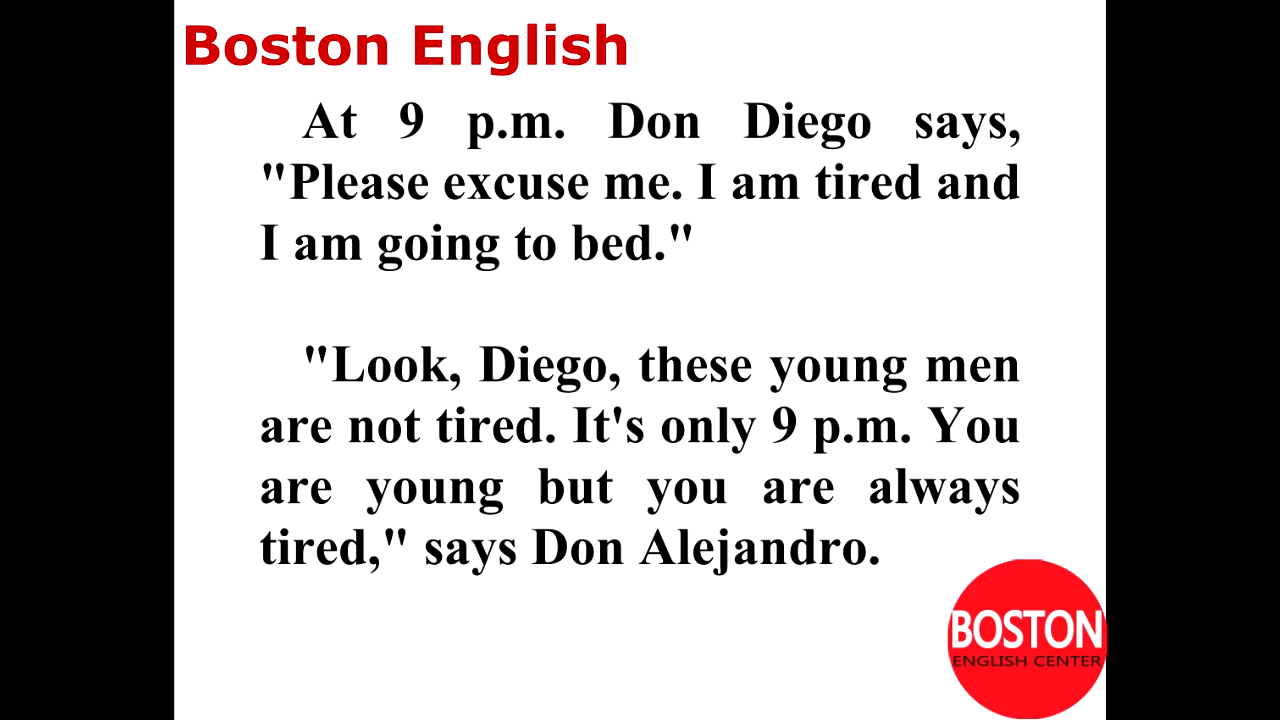 Boston English
At 9 p.m. Don Diego says,
"Please excuse me. I am tired and
I am going to bed."
"Look, Diego, these young men
are not tired. It's only 9 p.m. You
are young but you are always
tired," says Don Alejandro.
BOSTON
ENGLISH CENTER